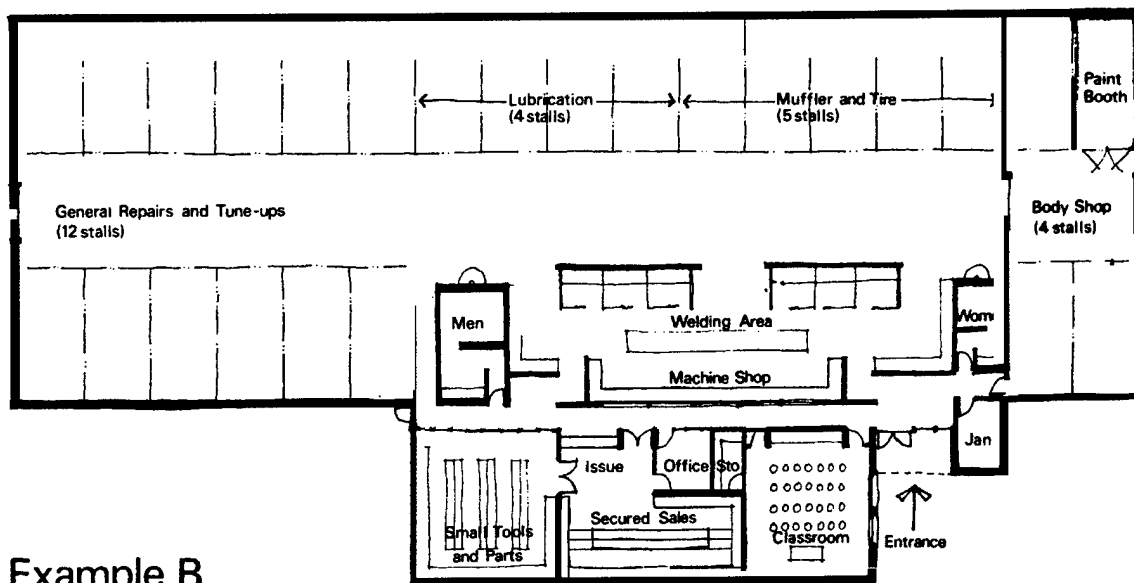 Lubrication
(4 stalls)
Muffler and Tire
(5 stalls)
Paint
Booth
General Repairs and Tune-ups
(12 stalls)
Body Shop
(4 stalls)
Men
Welding Area
Wom
Machine Shop
Issue
Office
Sto
Jan
Small Tools
and Parts
Secured Sales
Classroom
Entrance
Example B